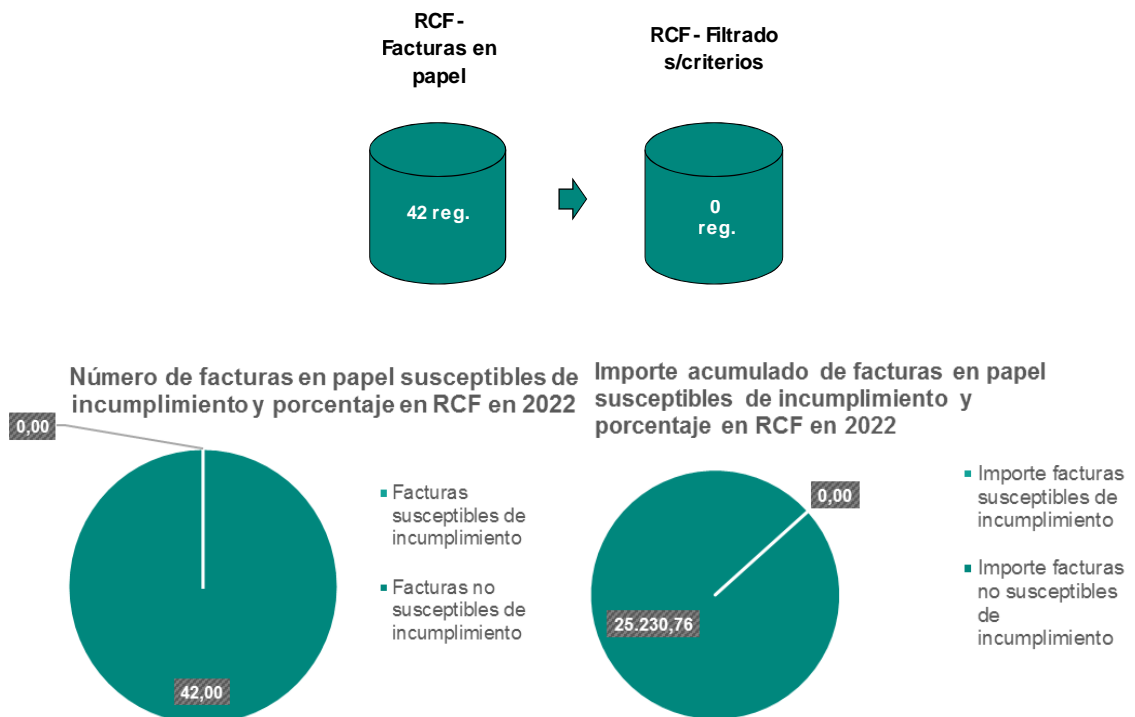 RCF-
Facturas en
papel
RCF- Filtrado
s/criterios
42 reg.
0
reg.
Número de facturas en papel susceptibles de
incumplimiento y porcentaje en RCF en 2022
0,00
42,00
Facturas
susceptibles de
incumplimiento
Facturas no
susceptibles de
incumplimiento
Importe acumulado de facturas en papel
susceptibles de incumplimiento y
porcentaje en RCF en 2022
0,00
25.230,76
Importe facturas
susceptibles de
incumplimiento
Importe facturas
no susceptibles
de
incumplimiento